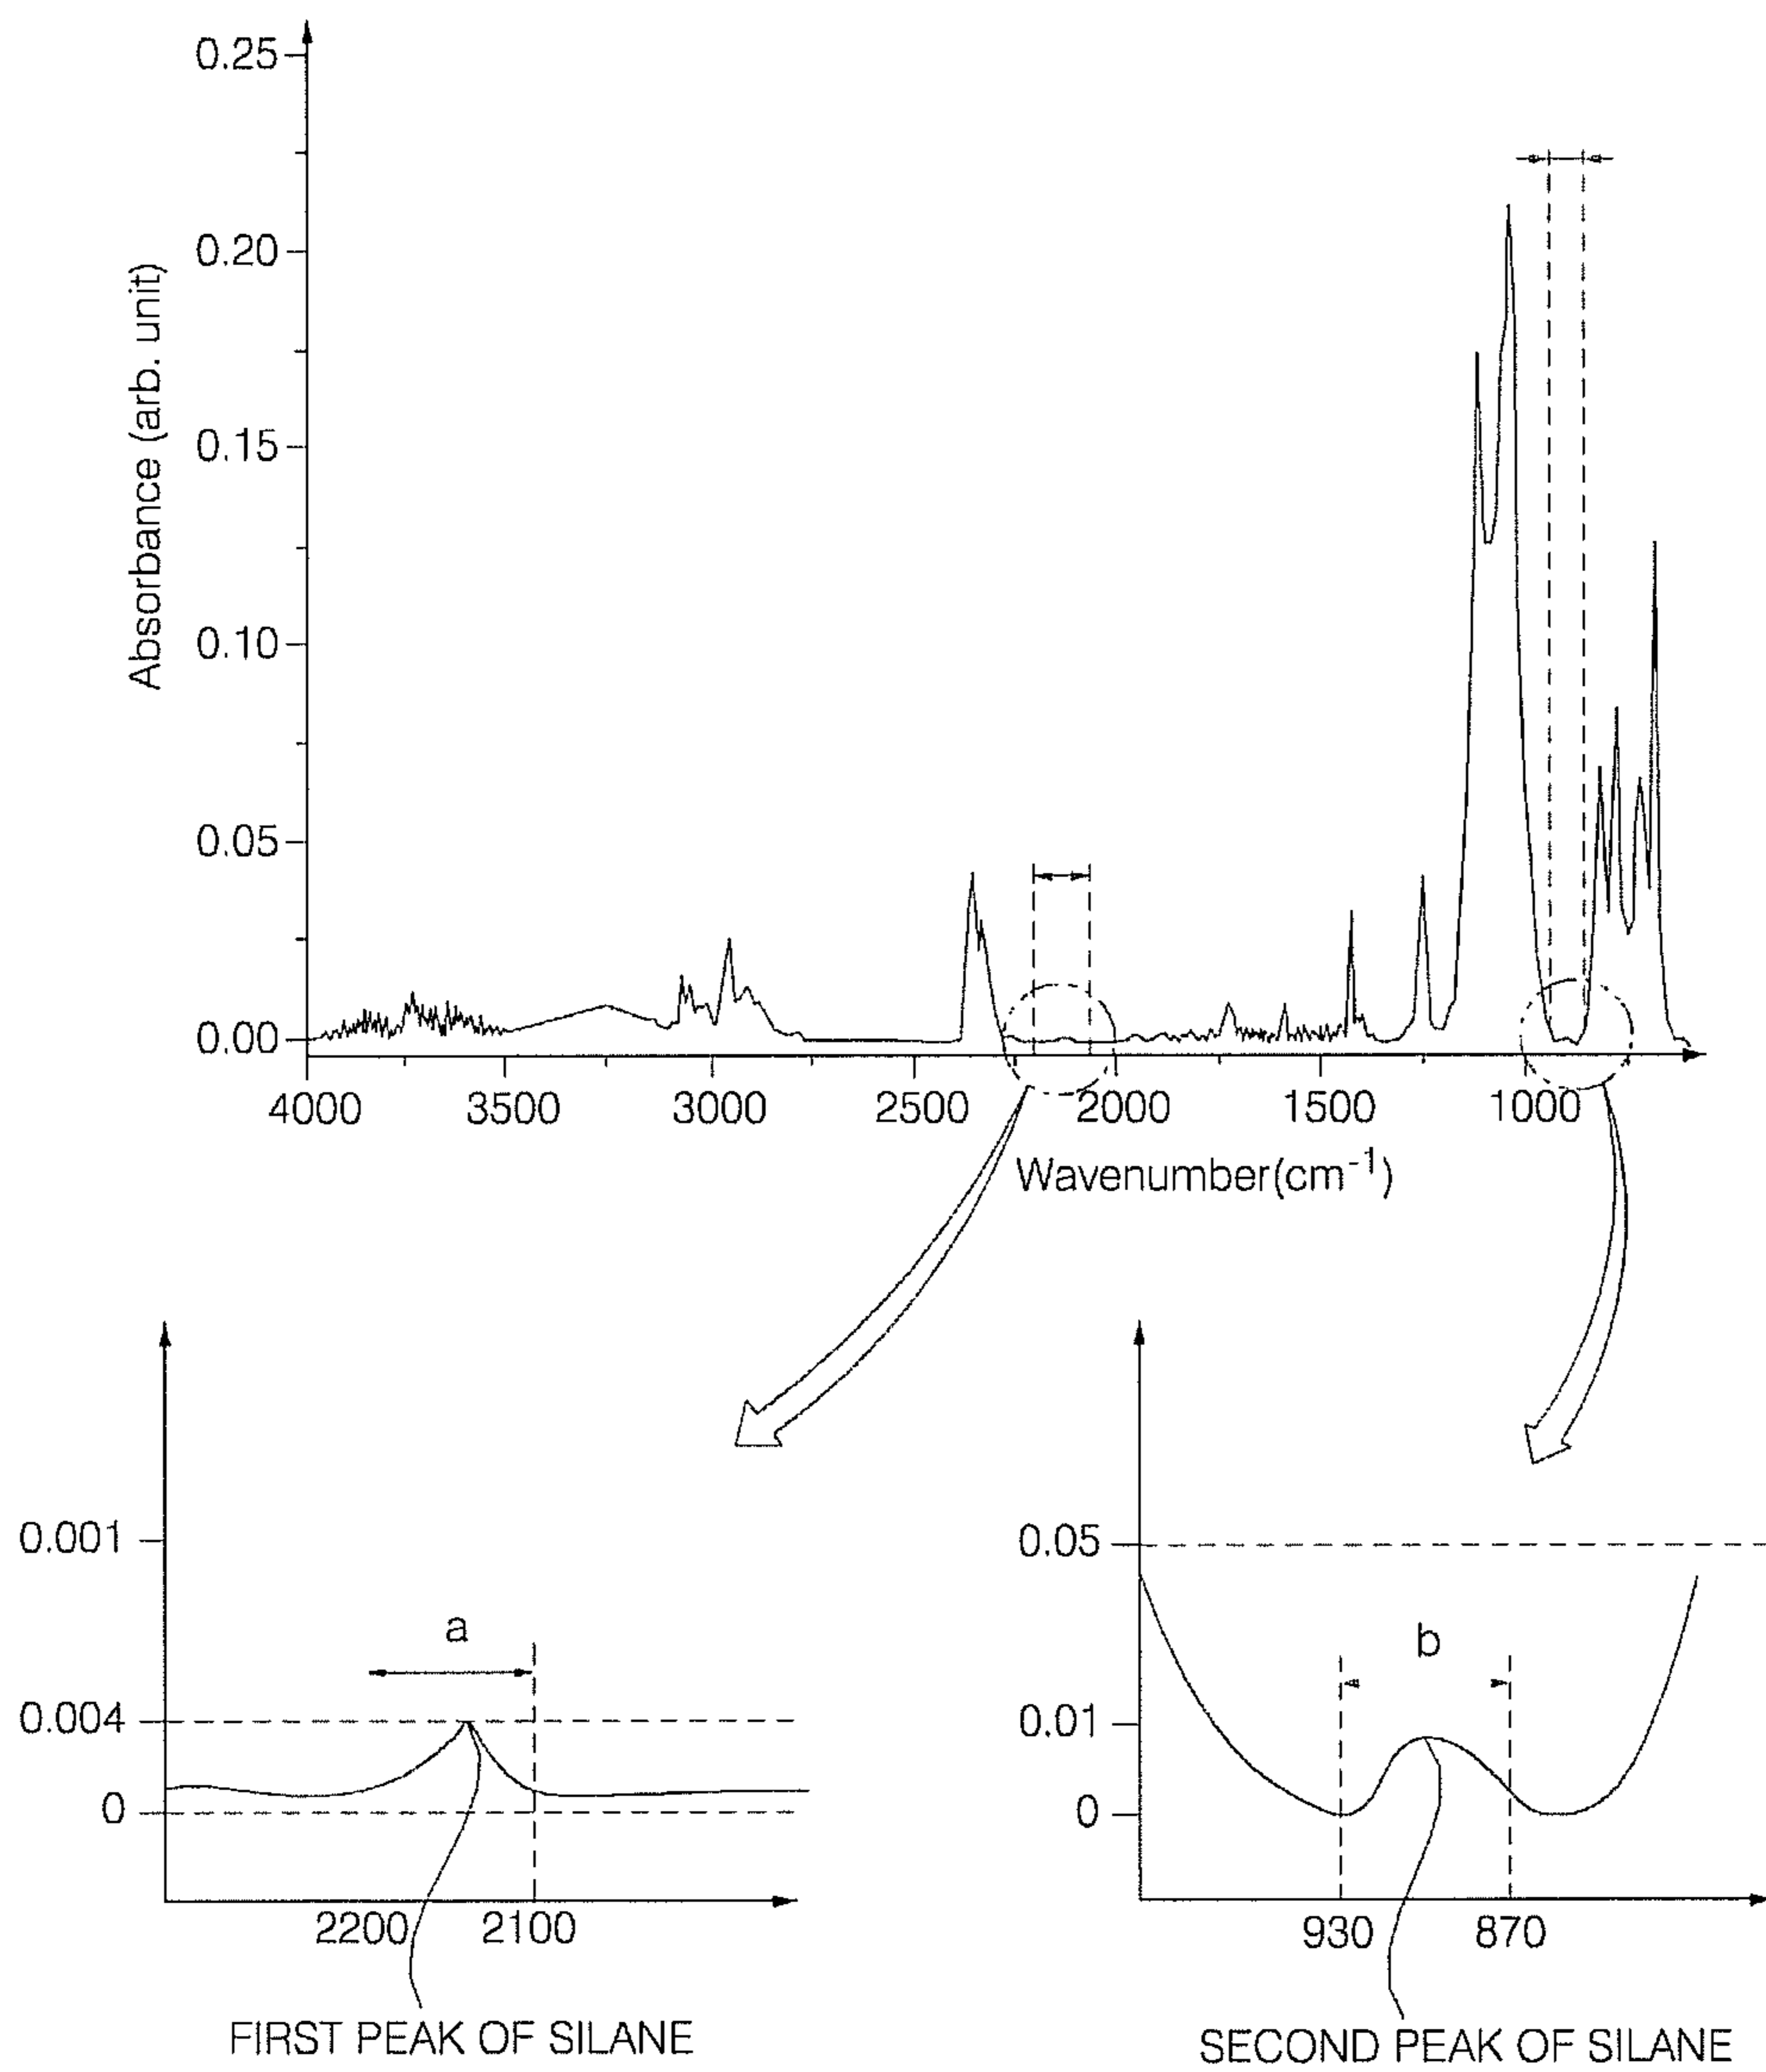 0.25
0.20
0.15
0.10
0.05
0.00
Absorbance (arb. unit)
4000 3500 3000 2500 2000 1500 1000
Wavenumber(cm⁻¹)
0.001
a
0.004
0
2200 2100
FIRST PEAK OF SILANE
0.05
b
0.01
0
930 870
SECOND PEAK OF SILANE